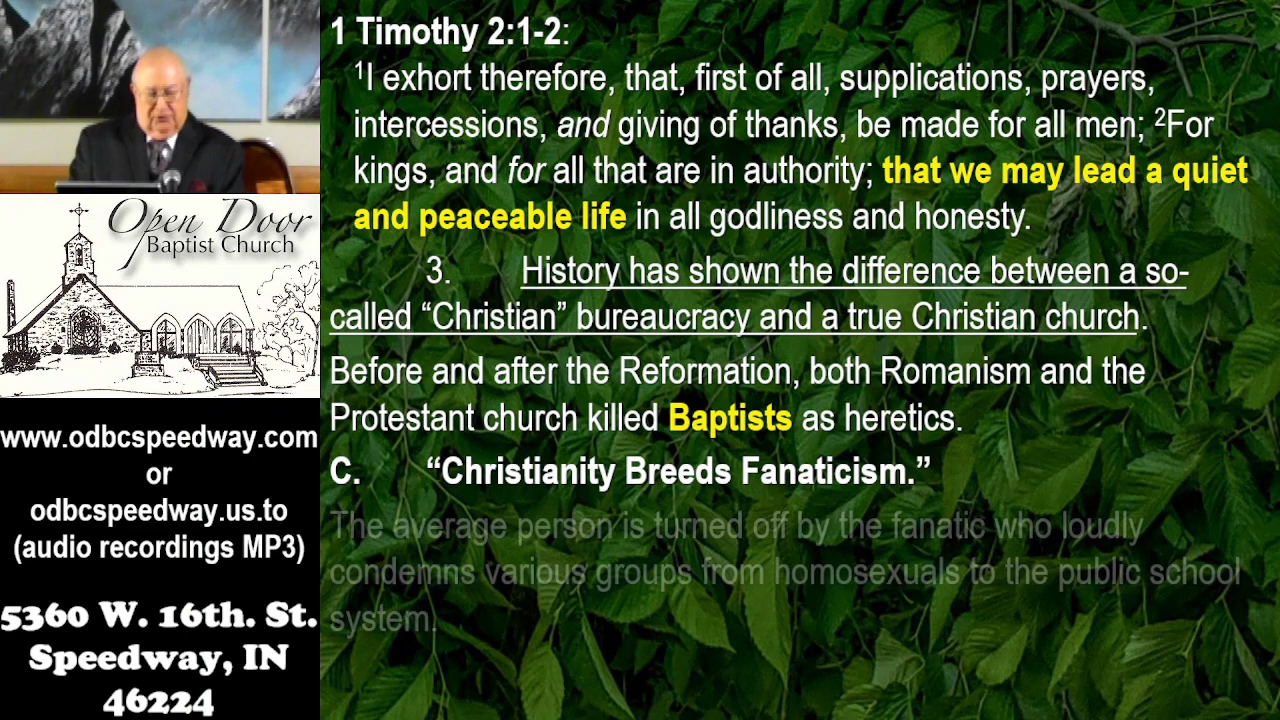 Open Door
Baptist Church
www.odbcspeedway.com
or
odbcspeedway.us.to
(audio recordings MP3)
5360 W. 16th. St.
Speedway, IN
46224
1 Timothy 2:1-2:
¹I exhort therefore, that, first of all, supplications, prayers,
intercessions, and giving of thanks, be made for all men; ²For
kings, and for all that are in authority; that we may lead a quiet
and peaceable life in all godliness and honesty.
3. History has shown the difference between a so-
called “Christian” bureaucracy and a true Christian church.
Before and after the Reformation, both Romanism and the
Protestant church killed Baptists as heretics.
C. “Christianity Breeds Fanaticism.”
The average person is turned off by the fanatic who loudly
condemns various groups from homosexuals to the public school
system.